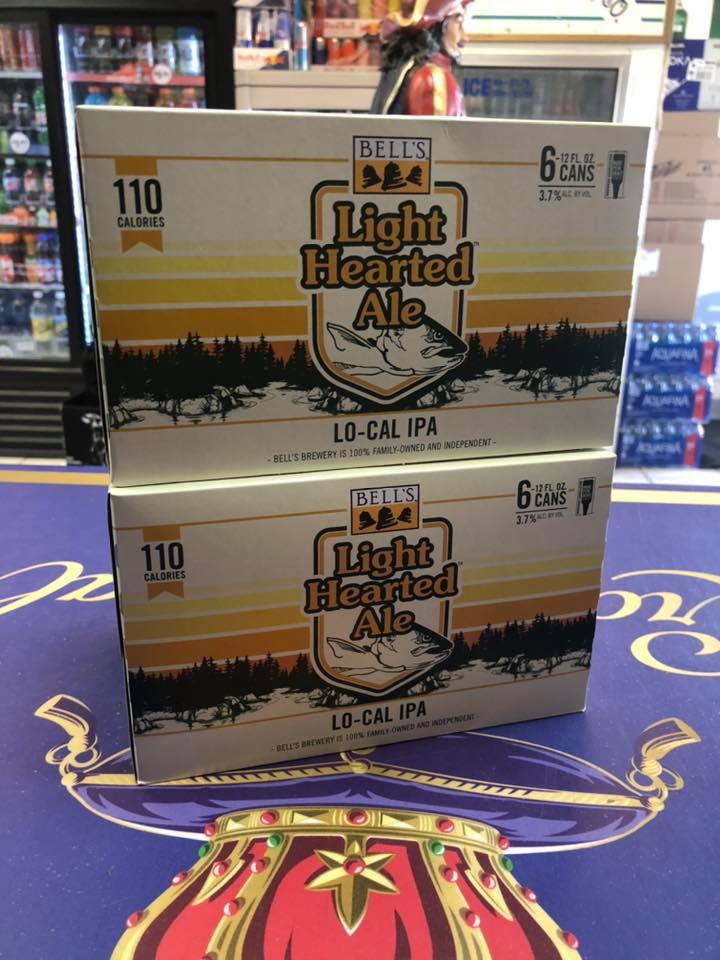 ICE
BELL'S
110
CALORIES
6-12 FL. OZ.
CANS
3.7% ALC. BY VOL.
Light
Hearted
Ale
LO-CAL IPA
- BELL'S BREWERY IS 100% FAMILY-OWNED AND INDEPENDENT -
BELL'S
110
CALORIES
6-12 FL. OZ.
CANS
3.7% ALC. BY VOL.
Light
Hearted
Ale
LO-CAL IPA
- BELL'S BREWERY IS 100% FAMILY-OWNED AND INDEPENDENT -
AQUAFINA
AQUAFINA
AQUAFINA